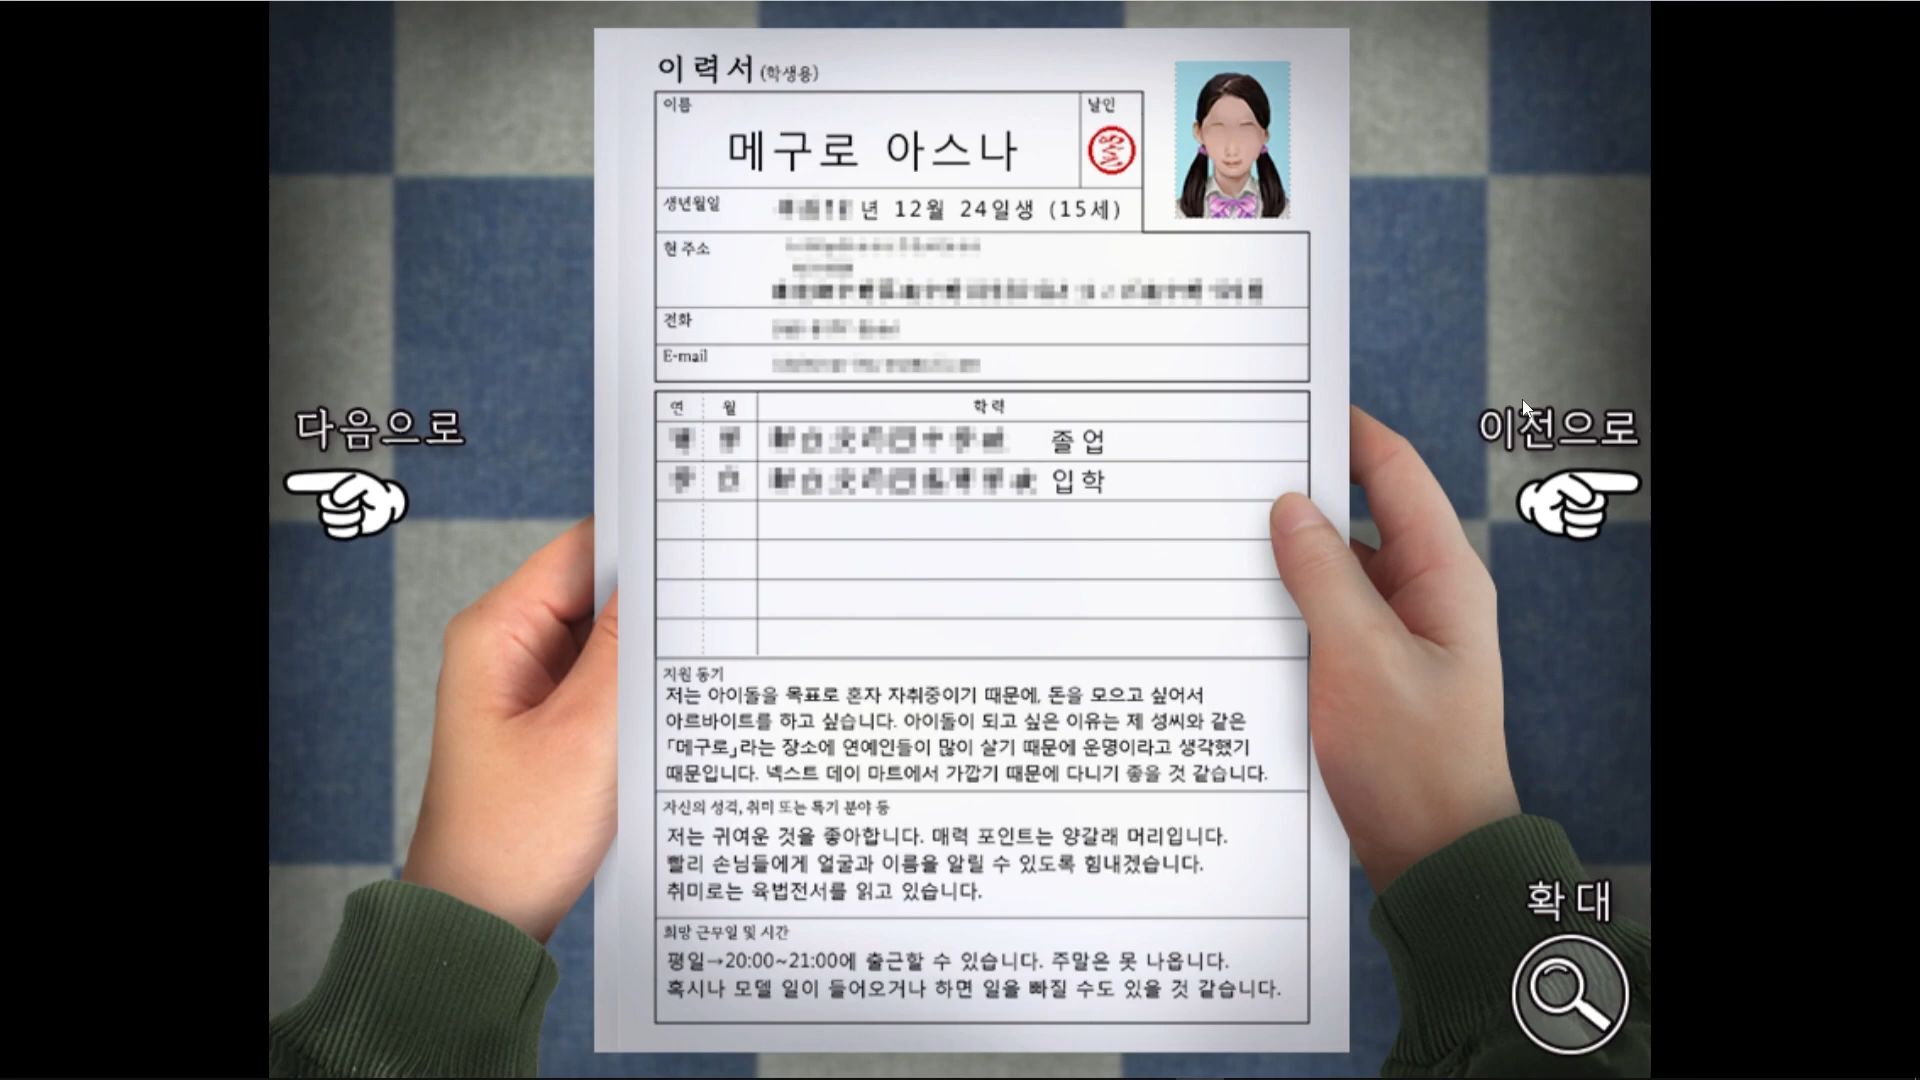 이력서 (학생용)
이름
날인
메구로 아스나
생년월일
년 12월 24일생 (15세)
현 주소
전화
E-mail
연 월 학력
졸업
입학
다음으로
이전으로
지원 동기
저는 아이돌을 목표로 혼자 자취중이기 때문에, 돈을 모으고 싶어서
아르바이트를 하고 싶습니다. 아이돌이 되고 싶은 이유는 제 성씨와 같은
「메구로」라는 장소에 연예인들이 많이 살기 때문에 운명이라고 생각했기
때문입니다. 넥스트 데이 마트에서 가깝기 때문에 다니기 좋을 것 같습니다.
자신의 성격, 취미 또는 특기 분야 등
저는 귀여운 것을 좋아합니다. 매력 포인트는 양갈래 머리입니다.
빨리 손님들에게 얼굴과 이름을 알릴 수 있도록 힘내겠습니다.
취미로는 육법전서를 읽고 있습니다.
희망 근무일 및 시간
평일→20:00~21:00에 출근할 수 있습니다. 주말은 못 나옵니다.
혹시나 모델 일이 들어오거나 하면 일을 빠질 수도 있을 것 같습니다.
확대